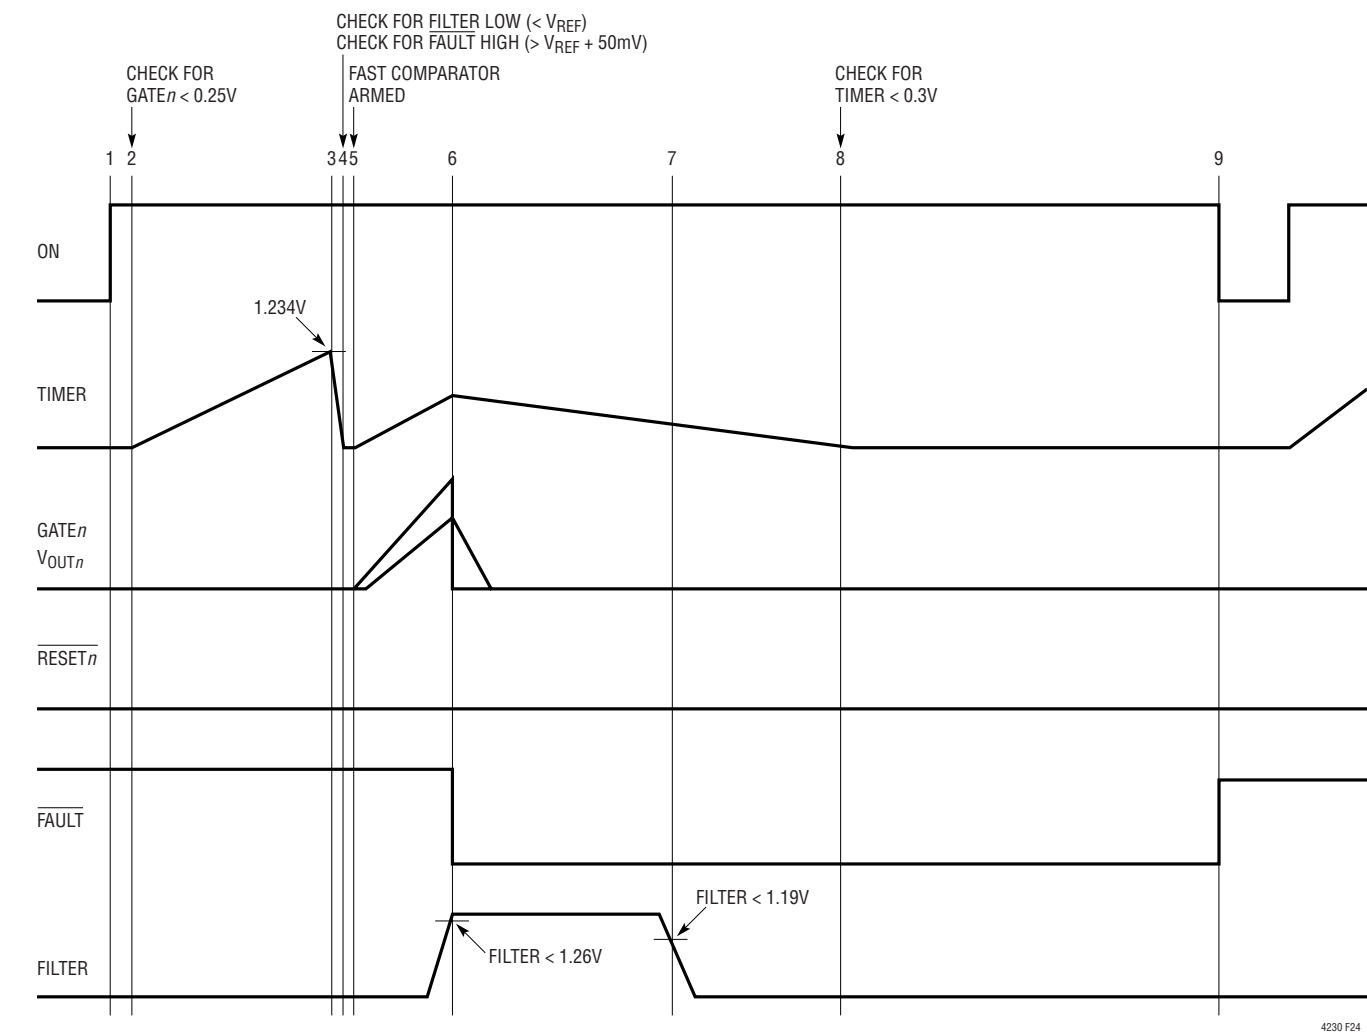 CHECK FOR FILTER LOW (< VREF)
CHECK FOR FAULT HIGH (> VREF + 50mV)
CHECK FOR
GATEn < 0.25V
FAST COMPARATOR
ARMED
CHECK FOR
TIMER < 0.3V
1 2 3 4 5 6 7 8 9
ON
1.234V
TIMER
GATEn
VOUTn
RESETn
FAULT
FILTER < 1.19V
FILTER < 1.26V
FILTER
4230 F24